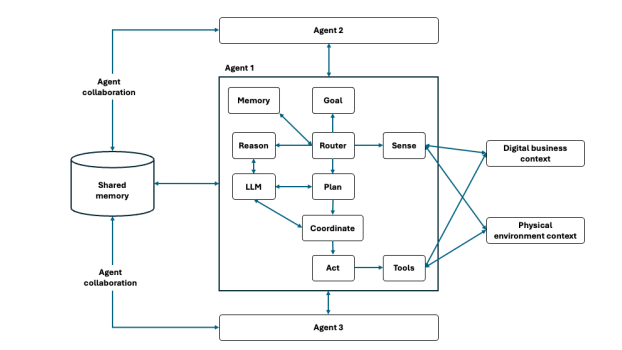 Agent 2
Agent 1
Agent
collaboration
Memory
Goal
Reason
Router
Sense
Digital business
context
Shared
memory
LLM
Plan
Coordinate
Physical
environment context
Agent
collaboration
Act
Tools
Agent 3